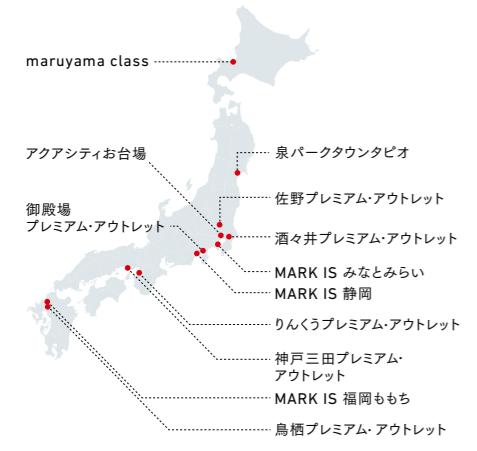 maruyama class
アクアシティお台場
御殿場
プレミアム・アウトレット
泉パークタウンタピオ
佐野プレミアム・アウトレット
酒々井プレミアム・アウトレット
MARK IS みなとみらい
MARK IS 静岡
りんくうプレミアム・アウトレット
神戸三田プレミアム・
アウトレット
MARK IS 福岡ももち
鳥栖プレミアム・アウトレット